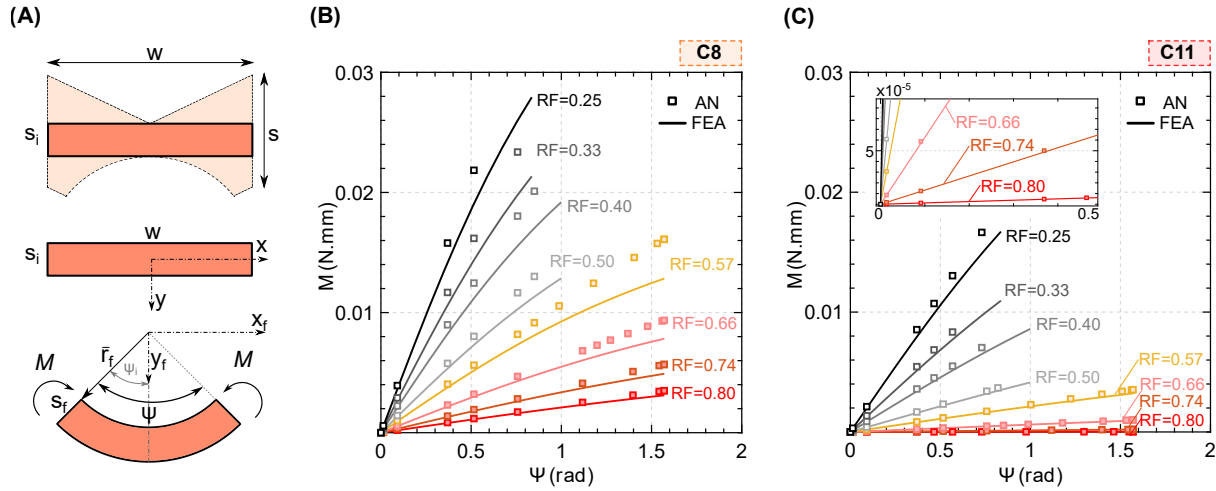 (A)
w
s_i
s
w
s_i
x
y
x_f
r̄_f
ψ_i
y_f
M
M
s_f
Ψ
(B)
C8
0.03
0.02
0.01
0
0
0.5
1
1.5
2
M (N.mm)
Ψ (rad)
RF=0.25
RF=0.33
RF=0.40
RF=0.50
RF=0.57
RF=0.66
RF=0.74
RF=0.80
AN
FEA
(C)
C11
0.03
0.02
0.01
0
0
0.5
1
1.5
2
M (N.mm)
Ψ (rad)
×10^-5
5
0
0
0.5
RF=0.66
RF=0.74
RF=0.80
AN
FEA
RF=0.25
RF=0.33
RF=0.40
RF=0.50
RF=0.57
RF=0.66
RF=0.74
RF=0.80